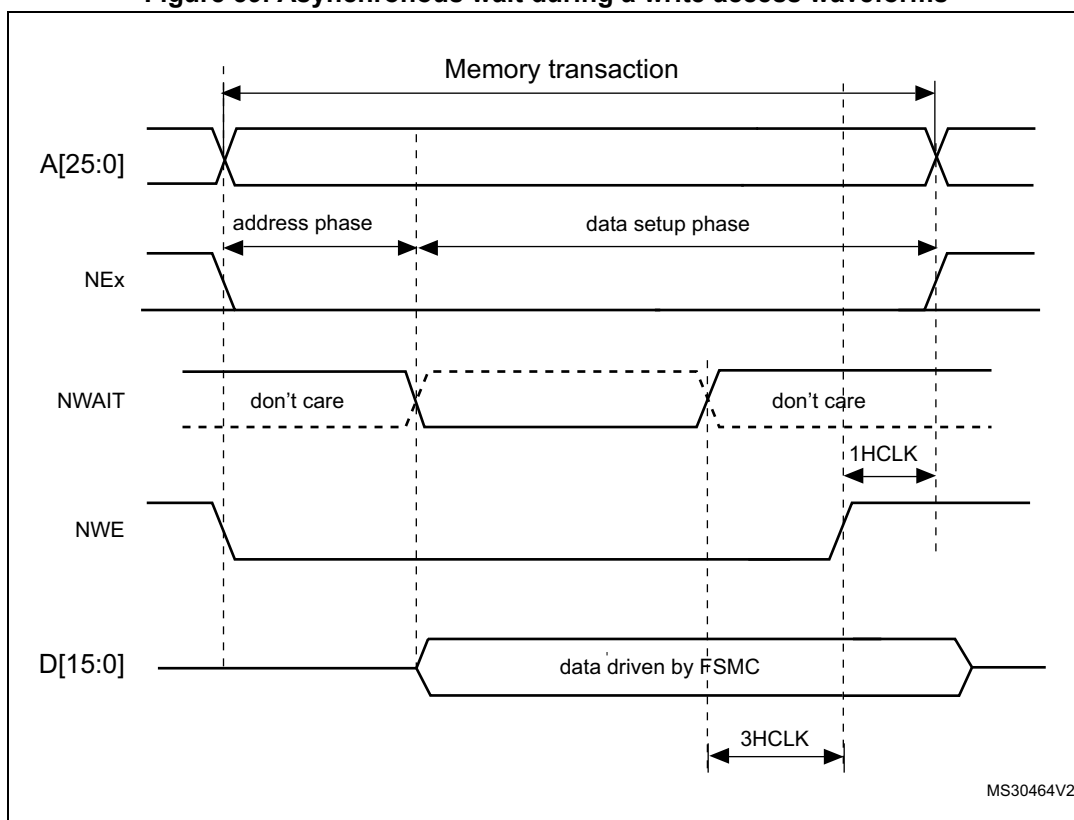 Memory transaction
A[25:0]
address phase
data setup phase
NEx
NWAIT
don't care
don't care
1HCLK
NWE
D[15:0]
data driven by FSMC
3HCLK
MS30464V2